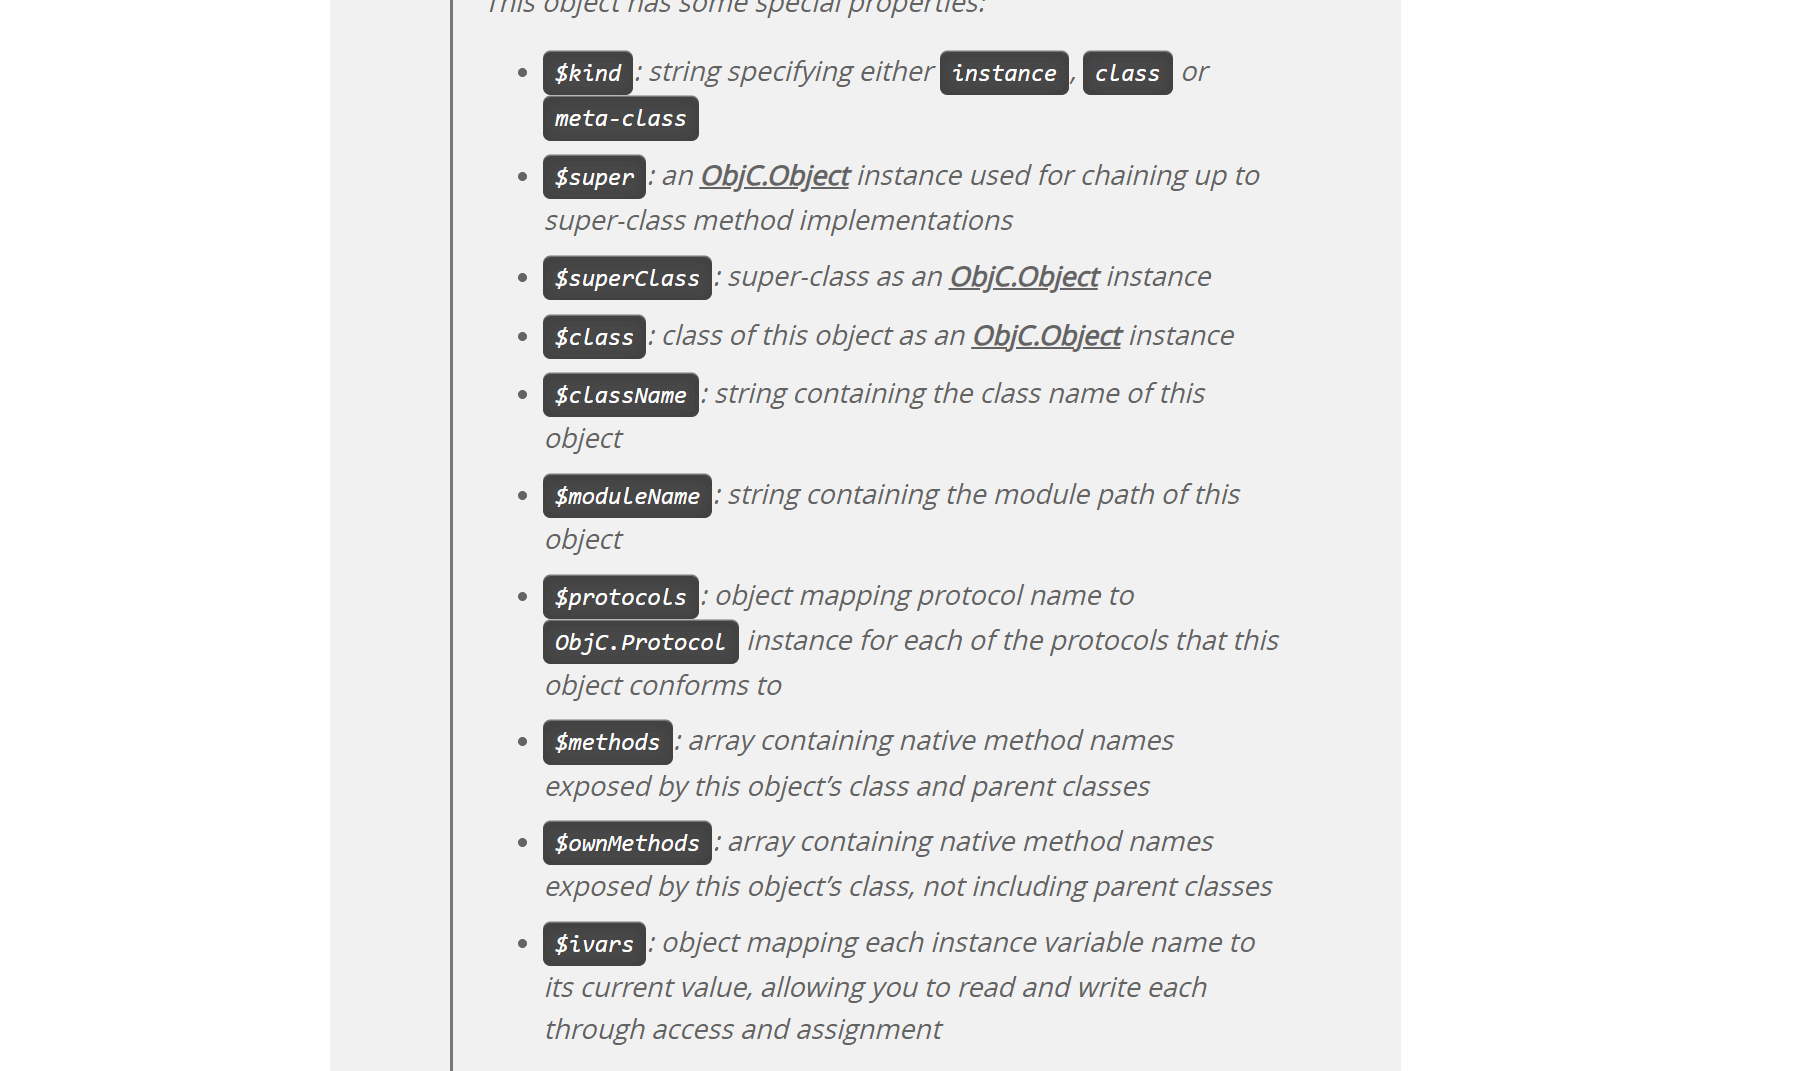 This object has some special properties:
$kind: string specifying either instance, class or
meta-class
$super: an ObjC.Object instance used for chaining up to
super-class method implementations
$superClass: super-class as an ObjC.Object instance
$class: class of this object as an ObjC.Object instance
$className: string containing the class name of this
object
$moduleName: string containing the module path of this
object
$protocols: object mapping protocol name to
ObjC.Protocol instance for each of the protocols that this
object conforms to
$methods: array containing native method names
exposed by this object’s class and parent classes
$ownMethods: array containing native method names
exposed by this object’s class, not including parent classes
$ivars: object mapping each instance variable name to
its current value, allowing you to read and write each
through access and assignment